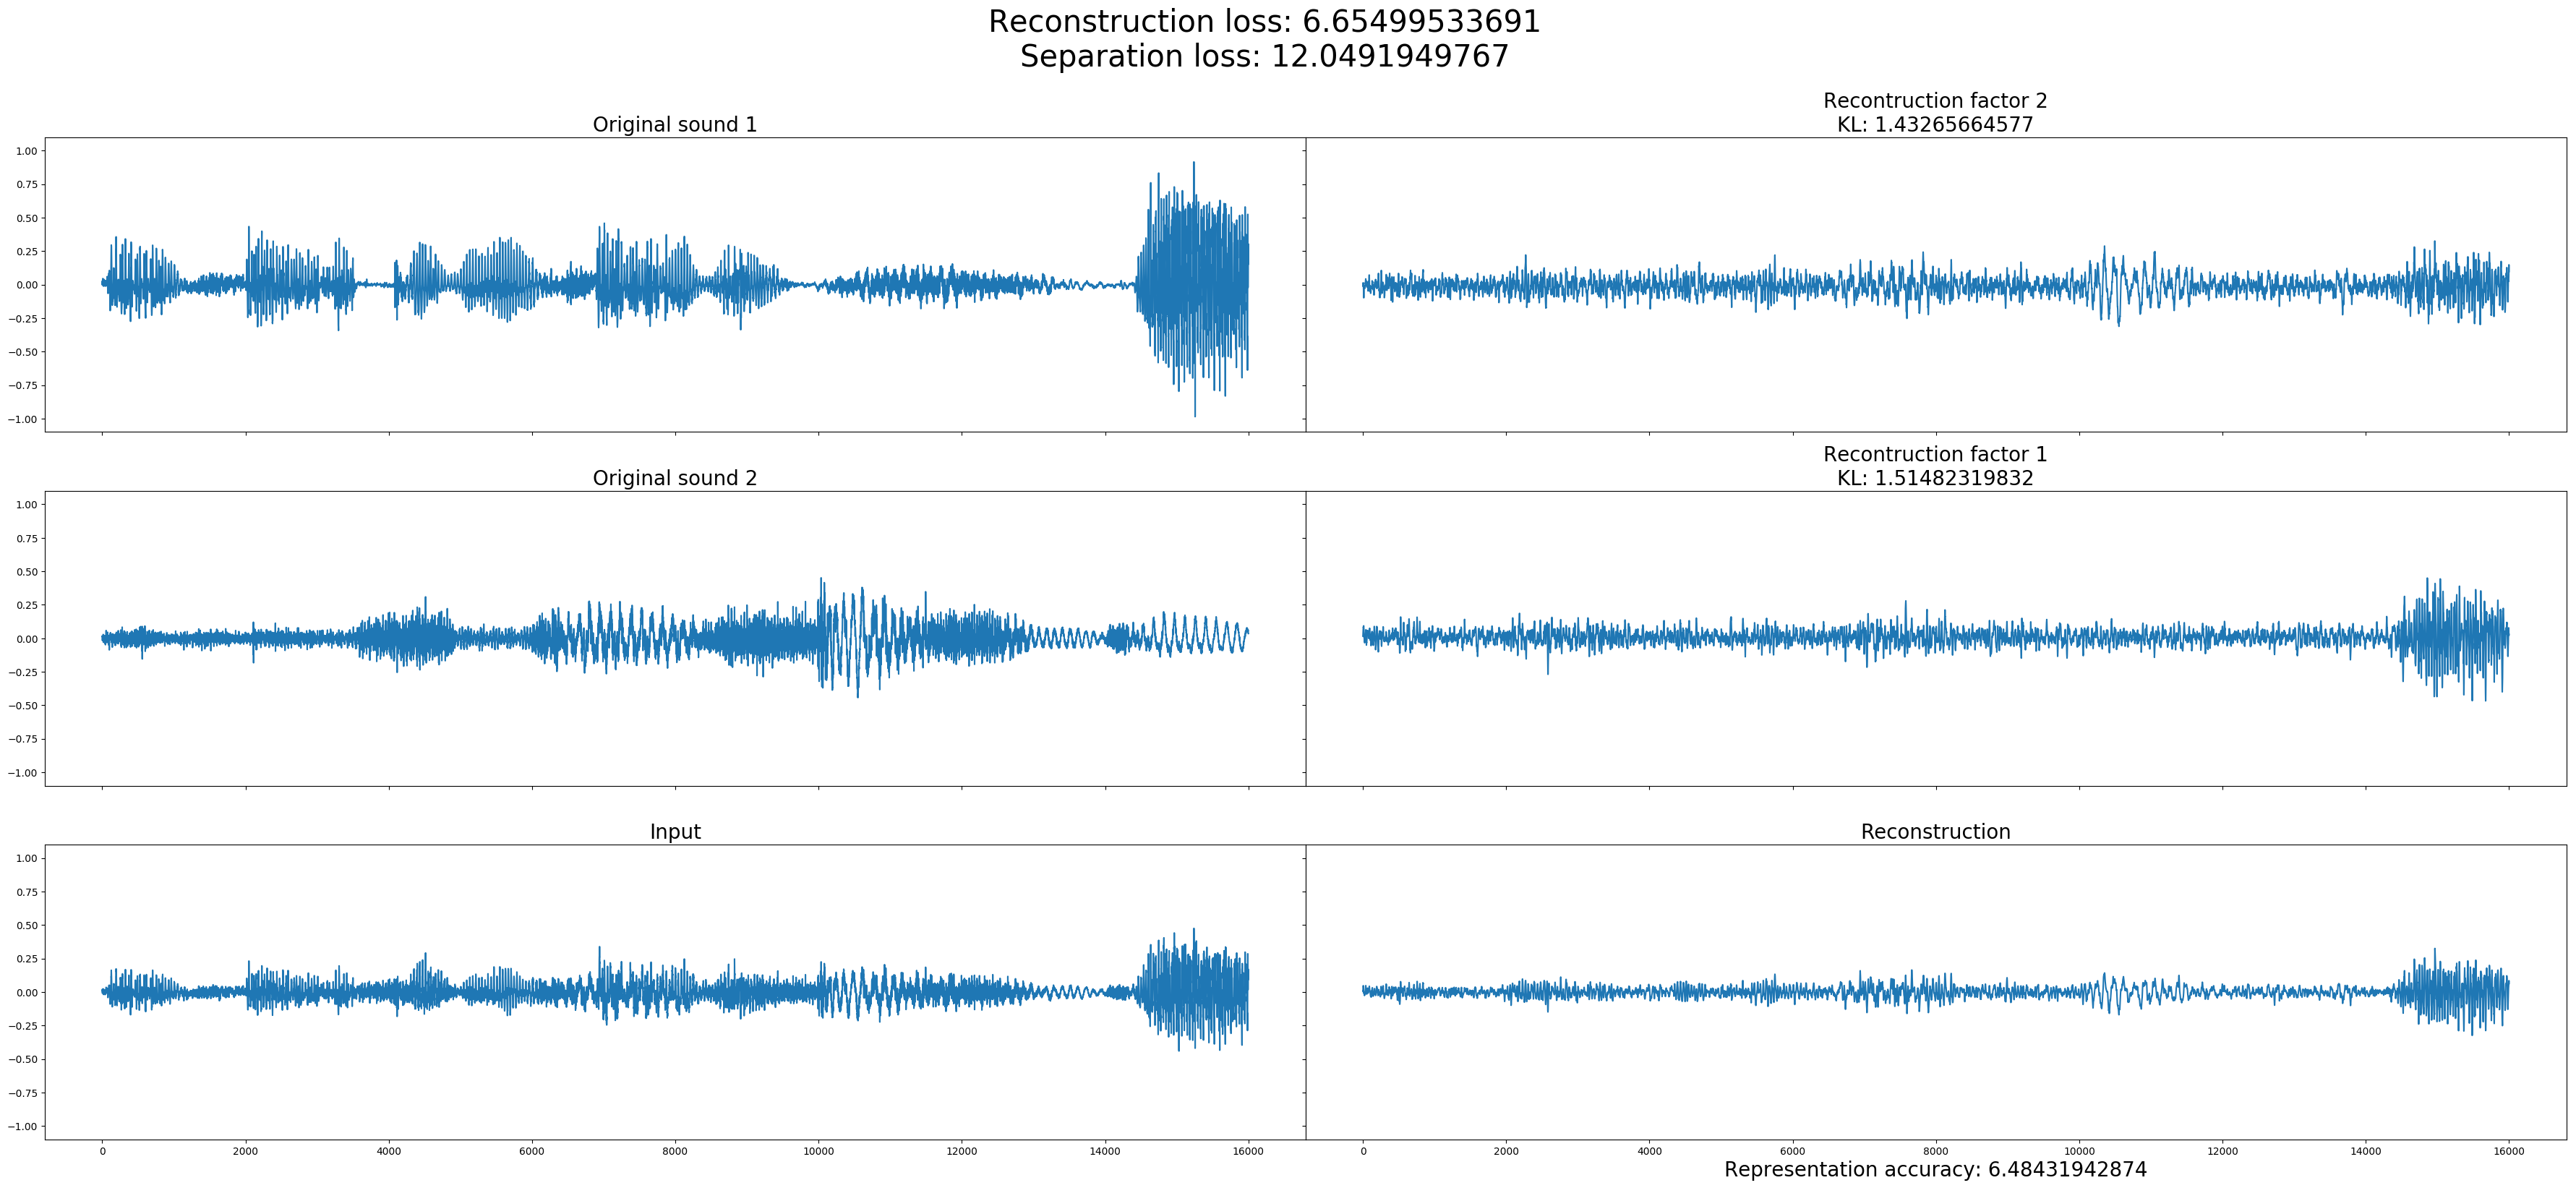 Reconstruction loss: 6.65499533691
Separation loss: 12.0491949767
Original sound 1
Recontruction factor 2
KL: 1.43265664577
1.00
0.75
0.50
0.25
0.00
−0.25
−0.50
−0.75
−1.00
Original sound 2
Recontruction factor 1
KL: 1.51482319832
1.00
0.75
0.50
0.25
0.00
−0.25
−0.50
−0.75
−1.00
Input
Reconstruction
1.00
0.75
0.50
0.25
0.00
−0.25
−0.50
−0.75
−1.00
0 2000 4000 6000 8000 10000 12000 14000 16000
0 2000 4000 6000 8000 10000 12000 14000 16000
Representation accuracy: 6.48431942874